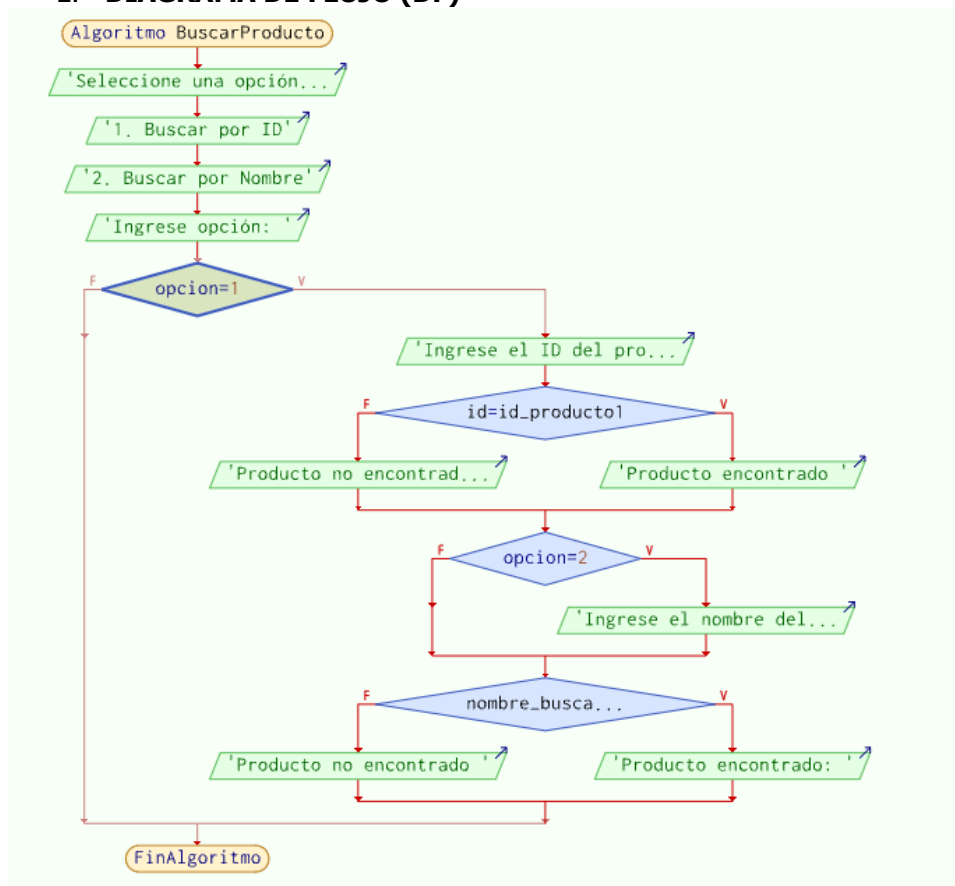 Algoritmo BuscarProducto
'Seleccione una opción...
'1. Buscar por ID'
'2. Buscar por Nombre'
'Ingrese opción: '
F
opcion=1
V
'Ingrese el ID del pro...
F
id=id_producto1
V
'Producto no encontrad...
'Producto encontrado '
F
opcion=2
V
'Ingrese el nombre del...
F
nombre_busca...
V
'Producto no encontrado '
'Producto encontrado: '
FinAlgoritmo